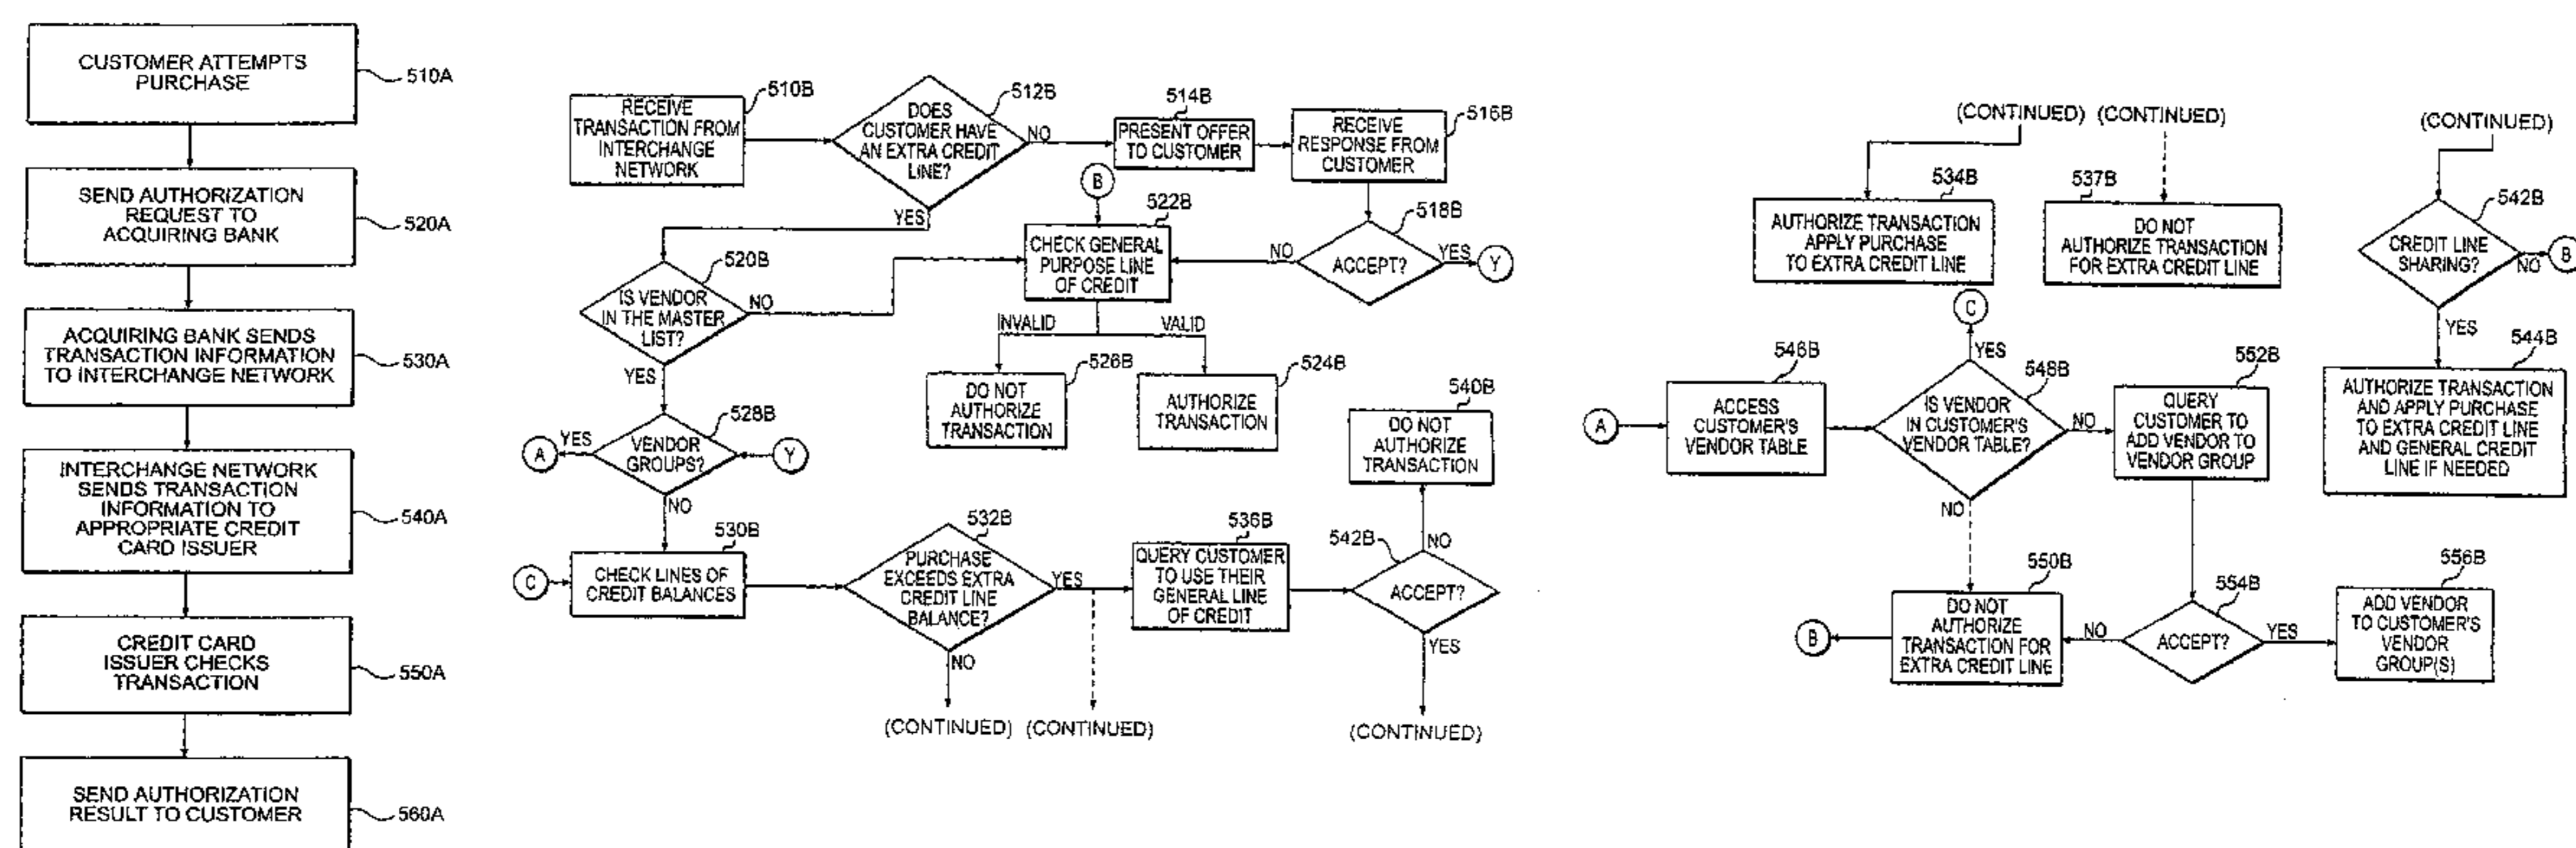 CUSTOMER ATTEMPTS
PURCHASE
510A
SEND AUTHORIZATION
REQUEST TO
ACQUIRING BANK
520A
ACQUIRING BANK SENDS
TRANSACTION INFORMATION
TO INTERCHANGE NETWORK
530A
INTERCHANGE NETWORK
SENDS TRANSACTION
INFORMATION TO
APPROPRIATE CREDIT
CARD ISSUER
540A
CREDIT CARD
ISSUER CHECKS
TRANSACTION
550A
SEND AUTHORIZATION
RESULT TO CUSTOMER
560A
RECEIVE
TRANSACTION FROM
INTERCHANGE
NETWORK
510B
DOES
CUSTOMER HAVE
AN EXTRA CREDIT
LINE?
512B
NO
YES
514B
PRESENT OFFER
TO CUSTOMER
RECEIVE
RESPONSE FROM
CUSTOMER
516B
B
522B
CHECK GENERAL
PURPOSE LINE
OF CREDIT
518B
NO
ACCEPT?
YES
Y
520B
IS VENDOR
IN THE MASTER
LIST?
NO
YES
INVALID
VALID
526B
DO NOT
AUTHORIZE
TRANSACTION
524B
AUTHORIZE
TRANSACTION
528B
A
YES
VENDOR
GROUPS?
Y
NO
540B
DO NOT
AUTHORIZE
TRANSACTION
C
530B
CHECK LINES OF
CREDIT BALANCES
532B
PURCHASE
EXCEEDS EXTRA
CREDIT LINE
BALANCE?
YES
NO
536B
QUERY CUSTOMER
TO USE THEIR
GENERAL LINE
OF CREDIT
542B
NO
ACCEPT?
YES
(CONTINUED)
(CONTINUED)
(CONTINUED)
(CONTINUED)
(CONTINUED)
(CONTINUED)
534B
AUTHORIZE TRANSACTION
APPLY PURCHASE
TO EXTRA CREDIT LINE
537B
DO NOT
AUTHORIZE TRANSACTION
FOR EXTRA CREDIT LINE
542B
CREDIT LINE
SHARING?
NO
B
YES
544B
AUTHORIZE TRANSACTION
AND APPLY PURCHASE
TO EXTRA CREDIT LINE
AND GENERAL CREDIT
LINE IF NEEDED
C
YES
A
546B
ACCESS
CUSTOMER'S
VENDOR TABLE
548B
IS VENDOR
IN CUSTOMER'S
VENDOR TABLE?
NO
NO
552B
QUERY
CUSTOMER TO
ADD VENDOR TO
VENDOR GROUP
B
550B
DO NOT
AUTHORIZE
TRANSACTION FOR
EXTRA CREDIT LINE
554B
NO
ACCEPT?
YES
556B
ADD VENDOR
TO CUSTOMER'S
VENDOR
GROUP(S)